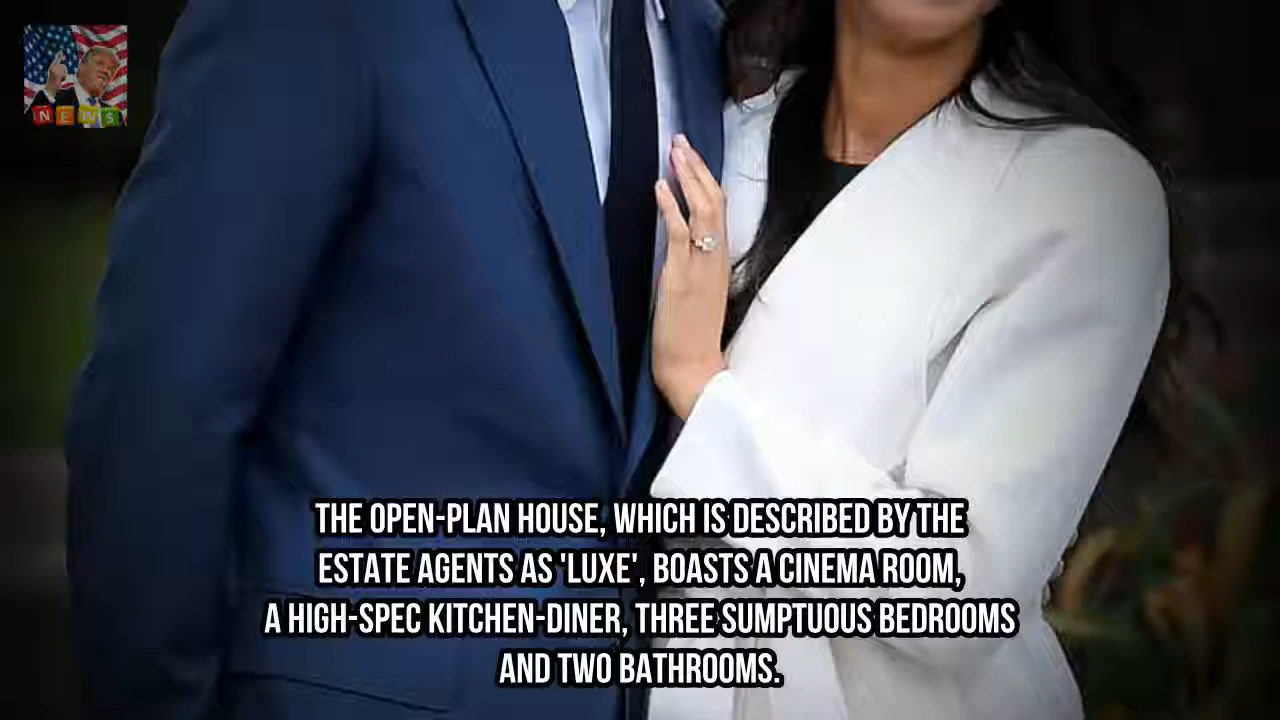 NEWS
THE OPEN-PLAN HOUSE, WHICH IS DESCRIBED BY THE
ESTATE AGENTS AS 'LUXE', BOASTS A CINEMA ROOM,
A HIGH-SPEC KITCHEN-DINER, THREE SUMPTUOUS BEDROOMS
AND TWO BATHROOMS.